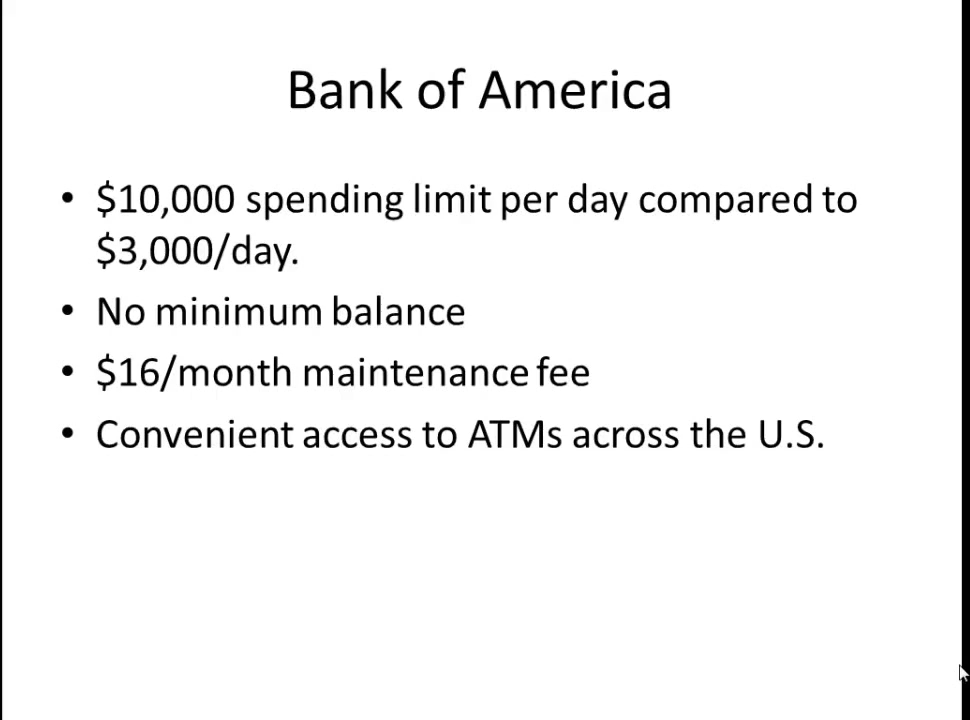 Bank of America
• $10,000 spending limit per day compared to
$3,000/day.
• No minimum balance
• $16/month maintenance fee
• Convenient access to ATMs across the U.S.